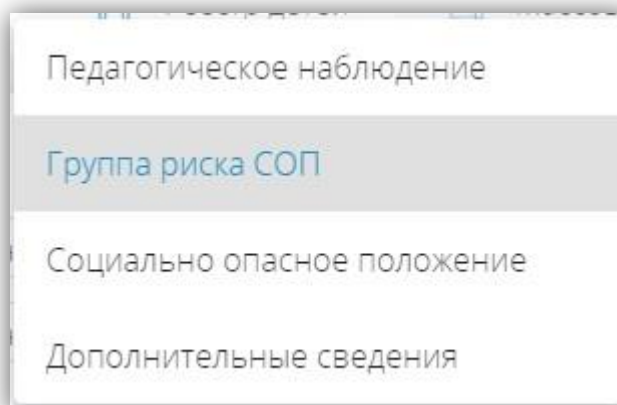 Педагогическое наблюдение
Группа риска СОП
Социально опасное положение
Дополнительные сведения